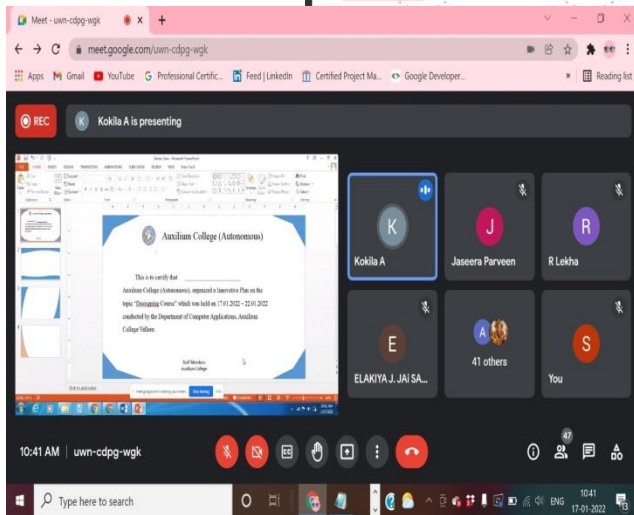 Meet - uwn-cdpg-wgk
meet.google.com/uwn-cdpg-wgk
Apps Gmail YouTube Professional Certific... Feed | LinkedIn Certified Project Ma... Google Developer... » Reading list
REC K Kokila A is presenting
Auxilium College (Autonomous)
This is to certify that
Auxilium College (Autonomous), organized a Innovative Plan on the
topic "Desogning Course" which was held on 17.01.2022 – 22.01.2022
conducted by the Department of Computer Applications, Auxilium
College Vellore.
Staff Members
Auxilium College
K J R
Kokila A Jaseera Parveen R Lekha
E A S
ELAKIYA J. JAi SA... 41 others You
10:41 AM | uwn-cdpg-wgk 47
Type here to search ENG 10:41
17-01-2022 13